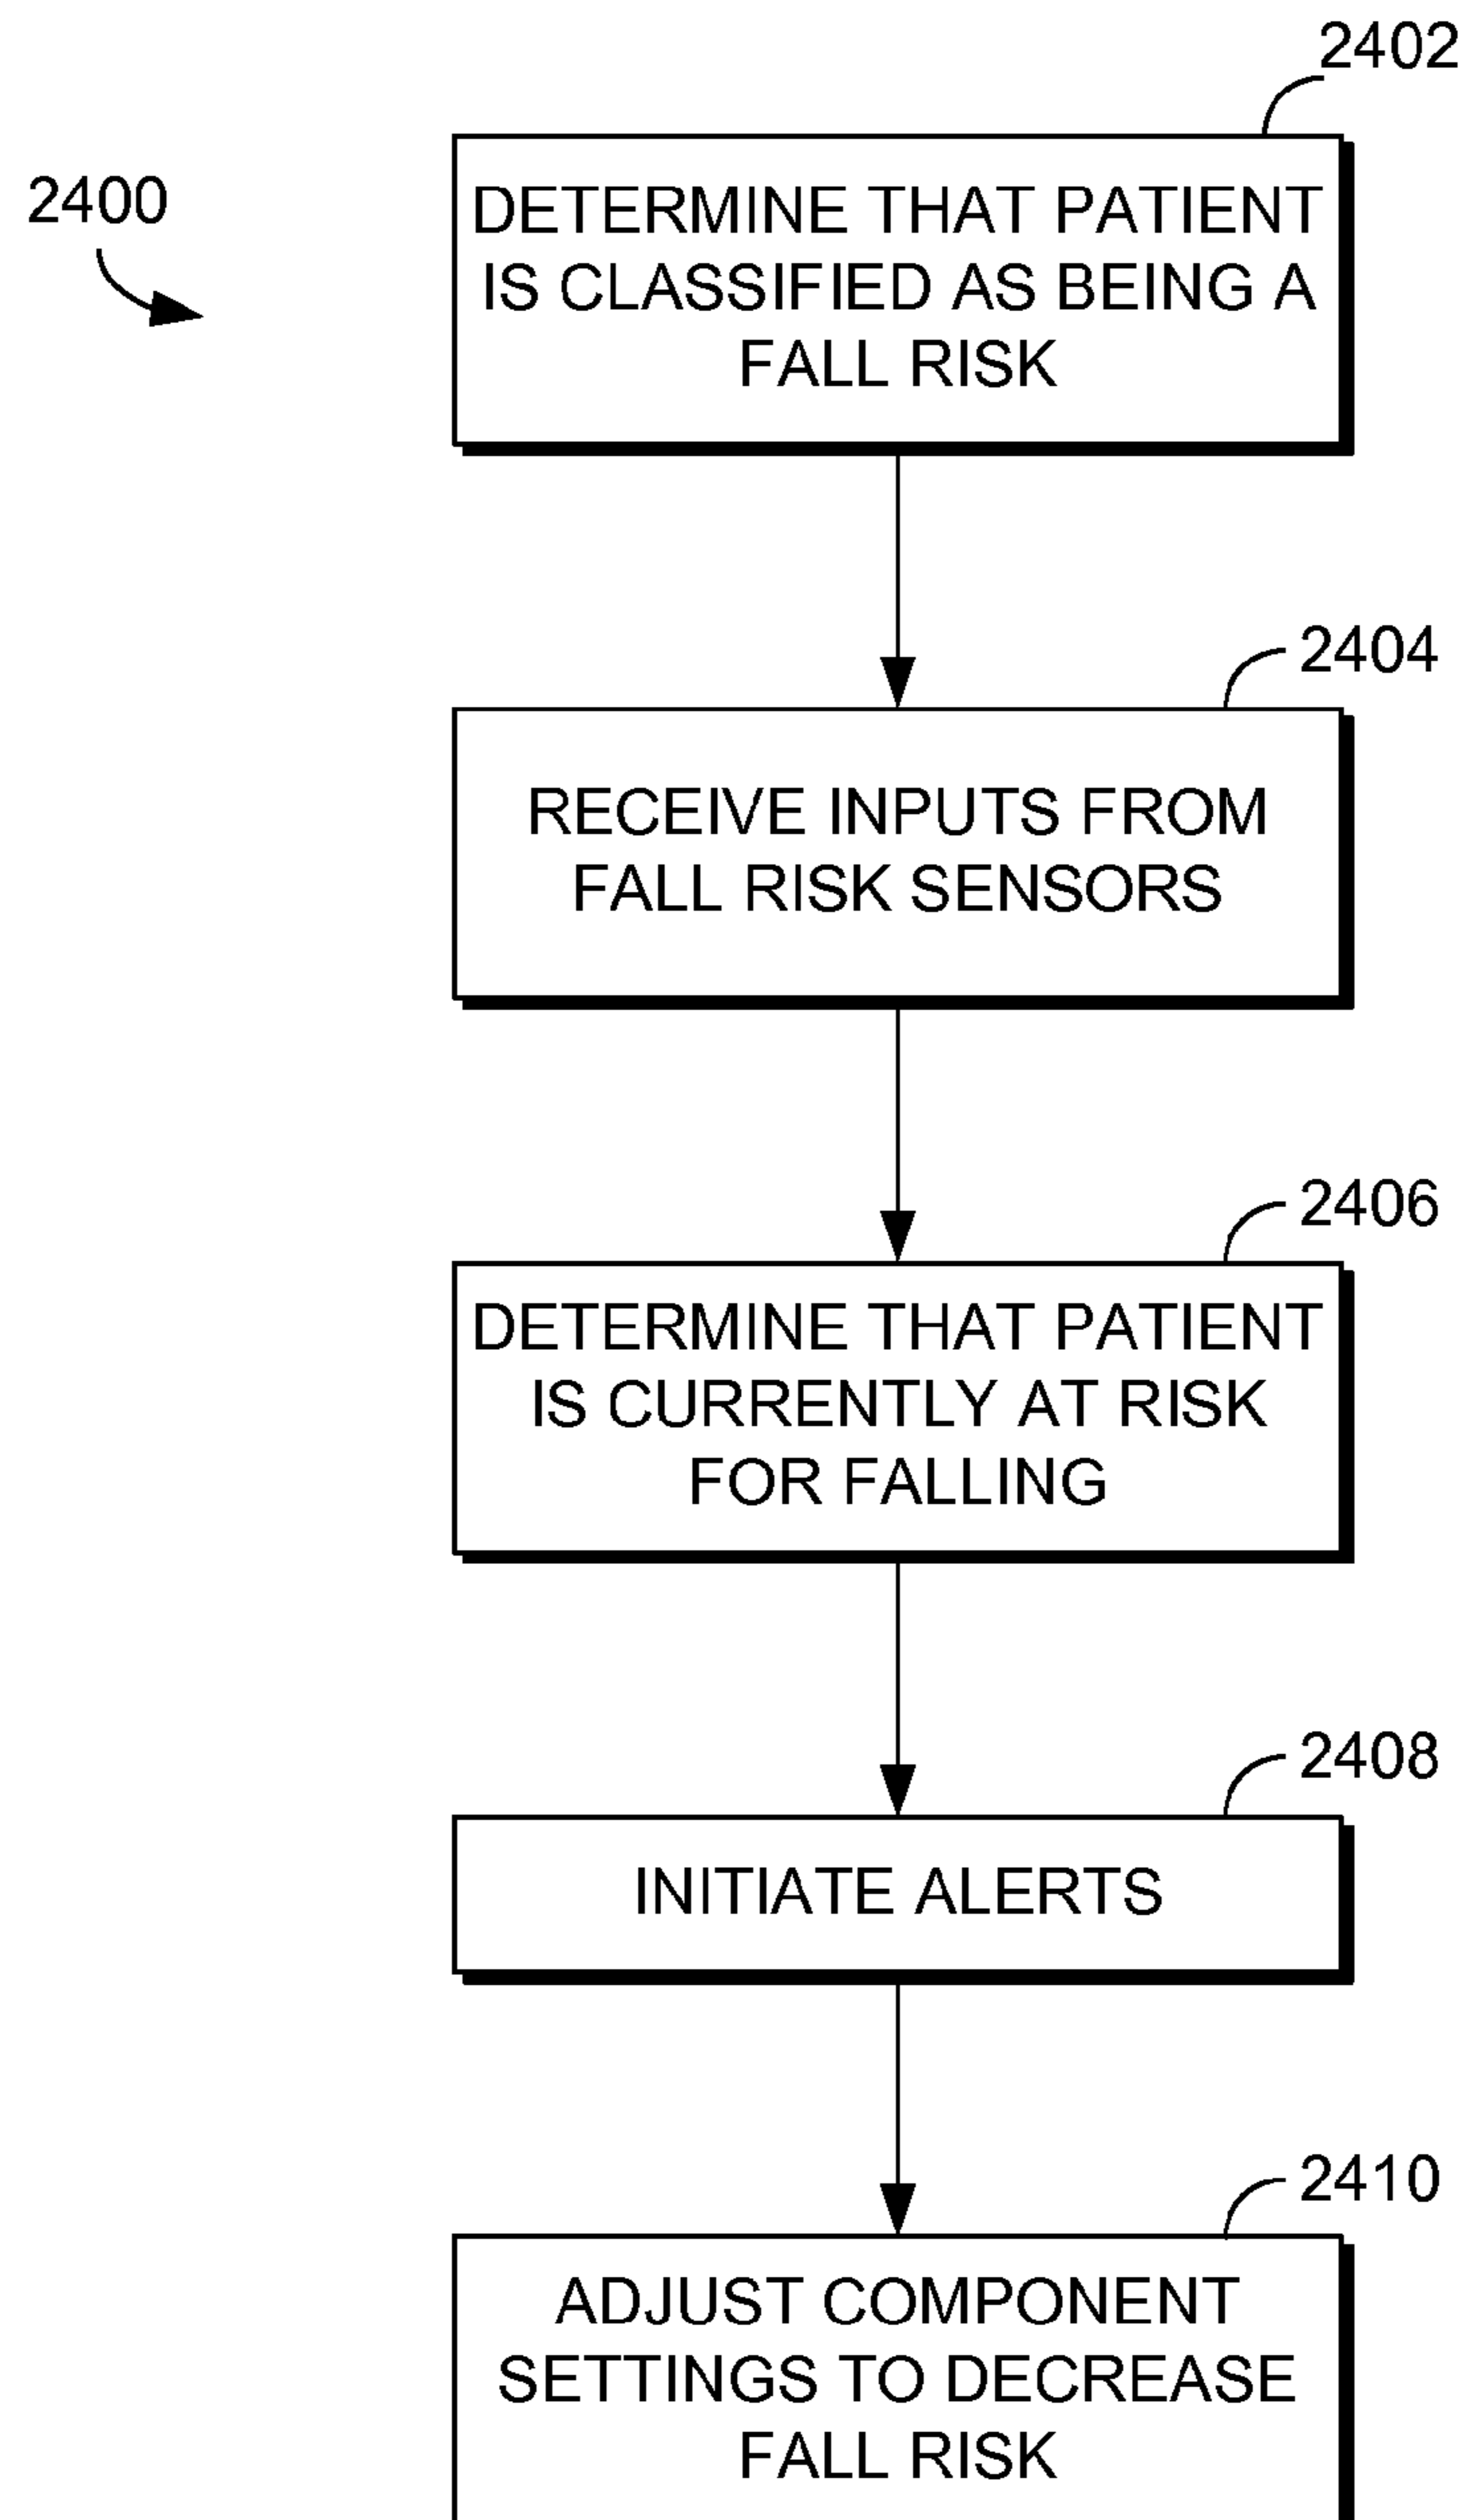 2402
2400
DETERMINE THAT PATIENT
IS CLASSIFIED AS BEING A
FALL RISK
2404
RECEIVE INPUTS FROM
FALL RISK SENSORS
2406
DETERMINE THAT PATIENT
IS CURRENTLY AT RISK
FOR FALLING
2408
INITIATE ALERTS
2410
ADJUST COMPONENT
SETTINGS TO DECREASE
FALL RISK